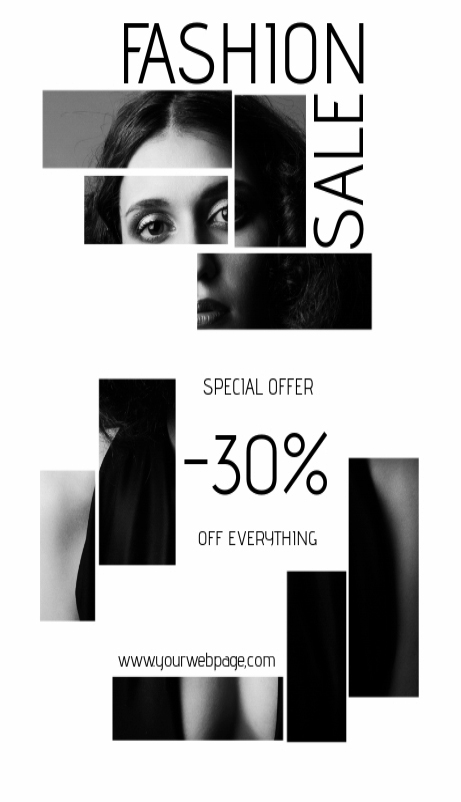 FASHION
SALE
SPECIAL OFFER
-30%
OFF EVERYTHING
www.yourwebpage.com